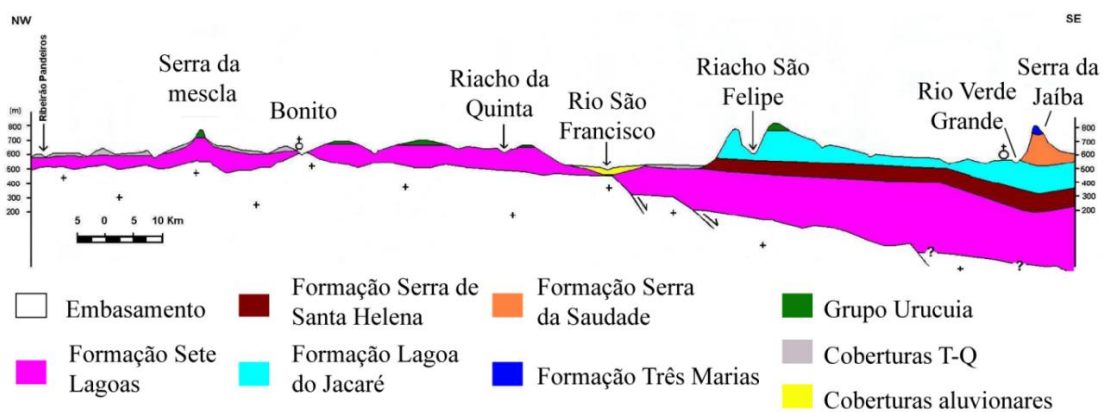 NW
SE
Ribeirão Pandeiros
Serra da
mescla
Bonito
Riacho da
Quinta
Rio São
Francisco
Riacho São
Felipe
Rio Verde
Grande
Serra da
Jaíba
(m)
800
700
600
500
400
300
200
(m)
800
700
600
500
400
300
200
5 0 5 10 Km
?
?
Embasamento
Formação Serra de
Santa Helena
Formação Serra
da Saudade
Grupo Urucuia
Formação Sete
Lagoas
Formação Lagoa
do Jacaré
Formação Três Marias
Coberturas T-Q
Coberturas aluvionares